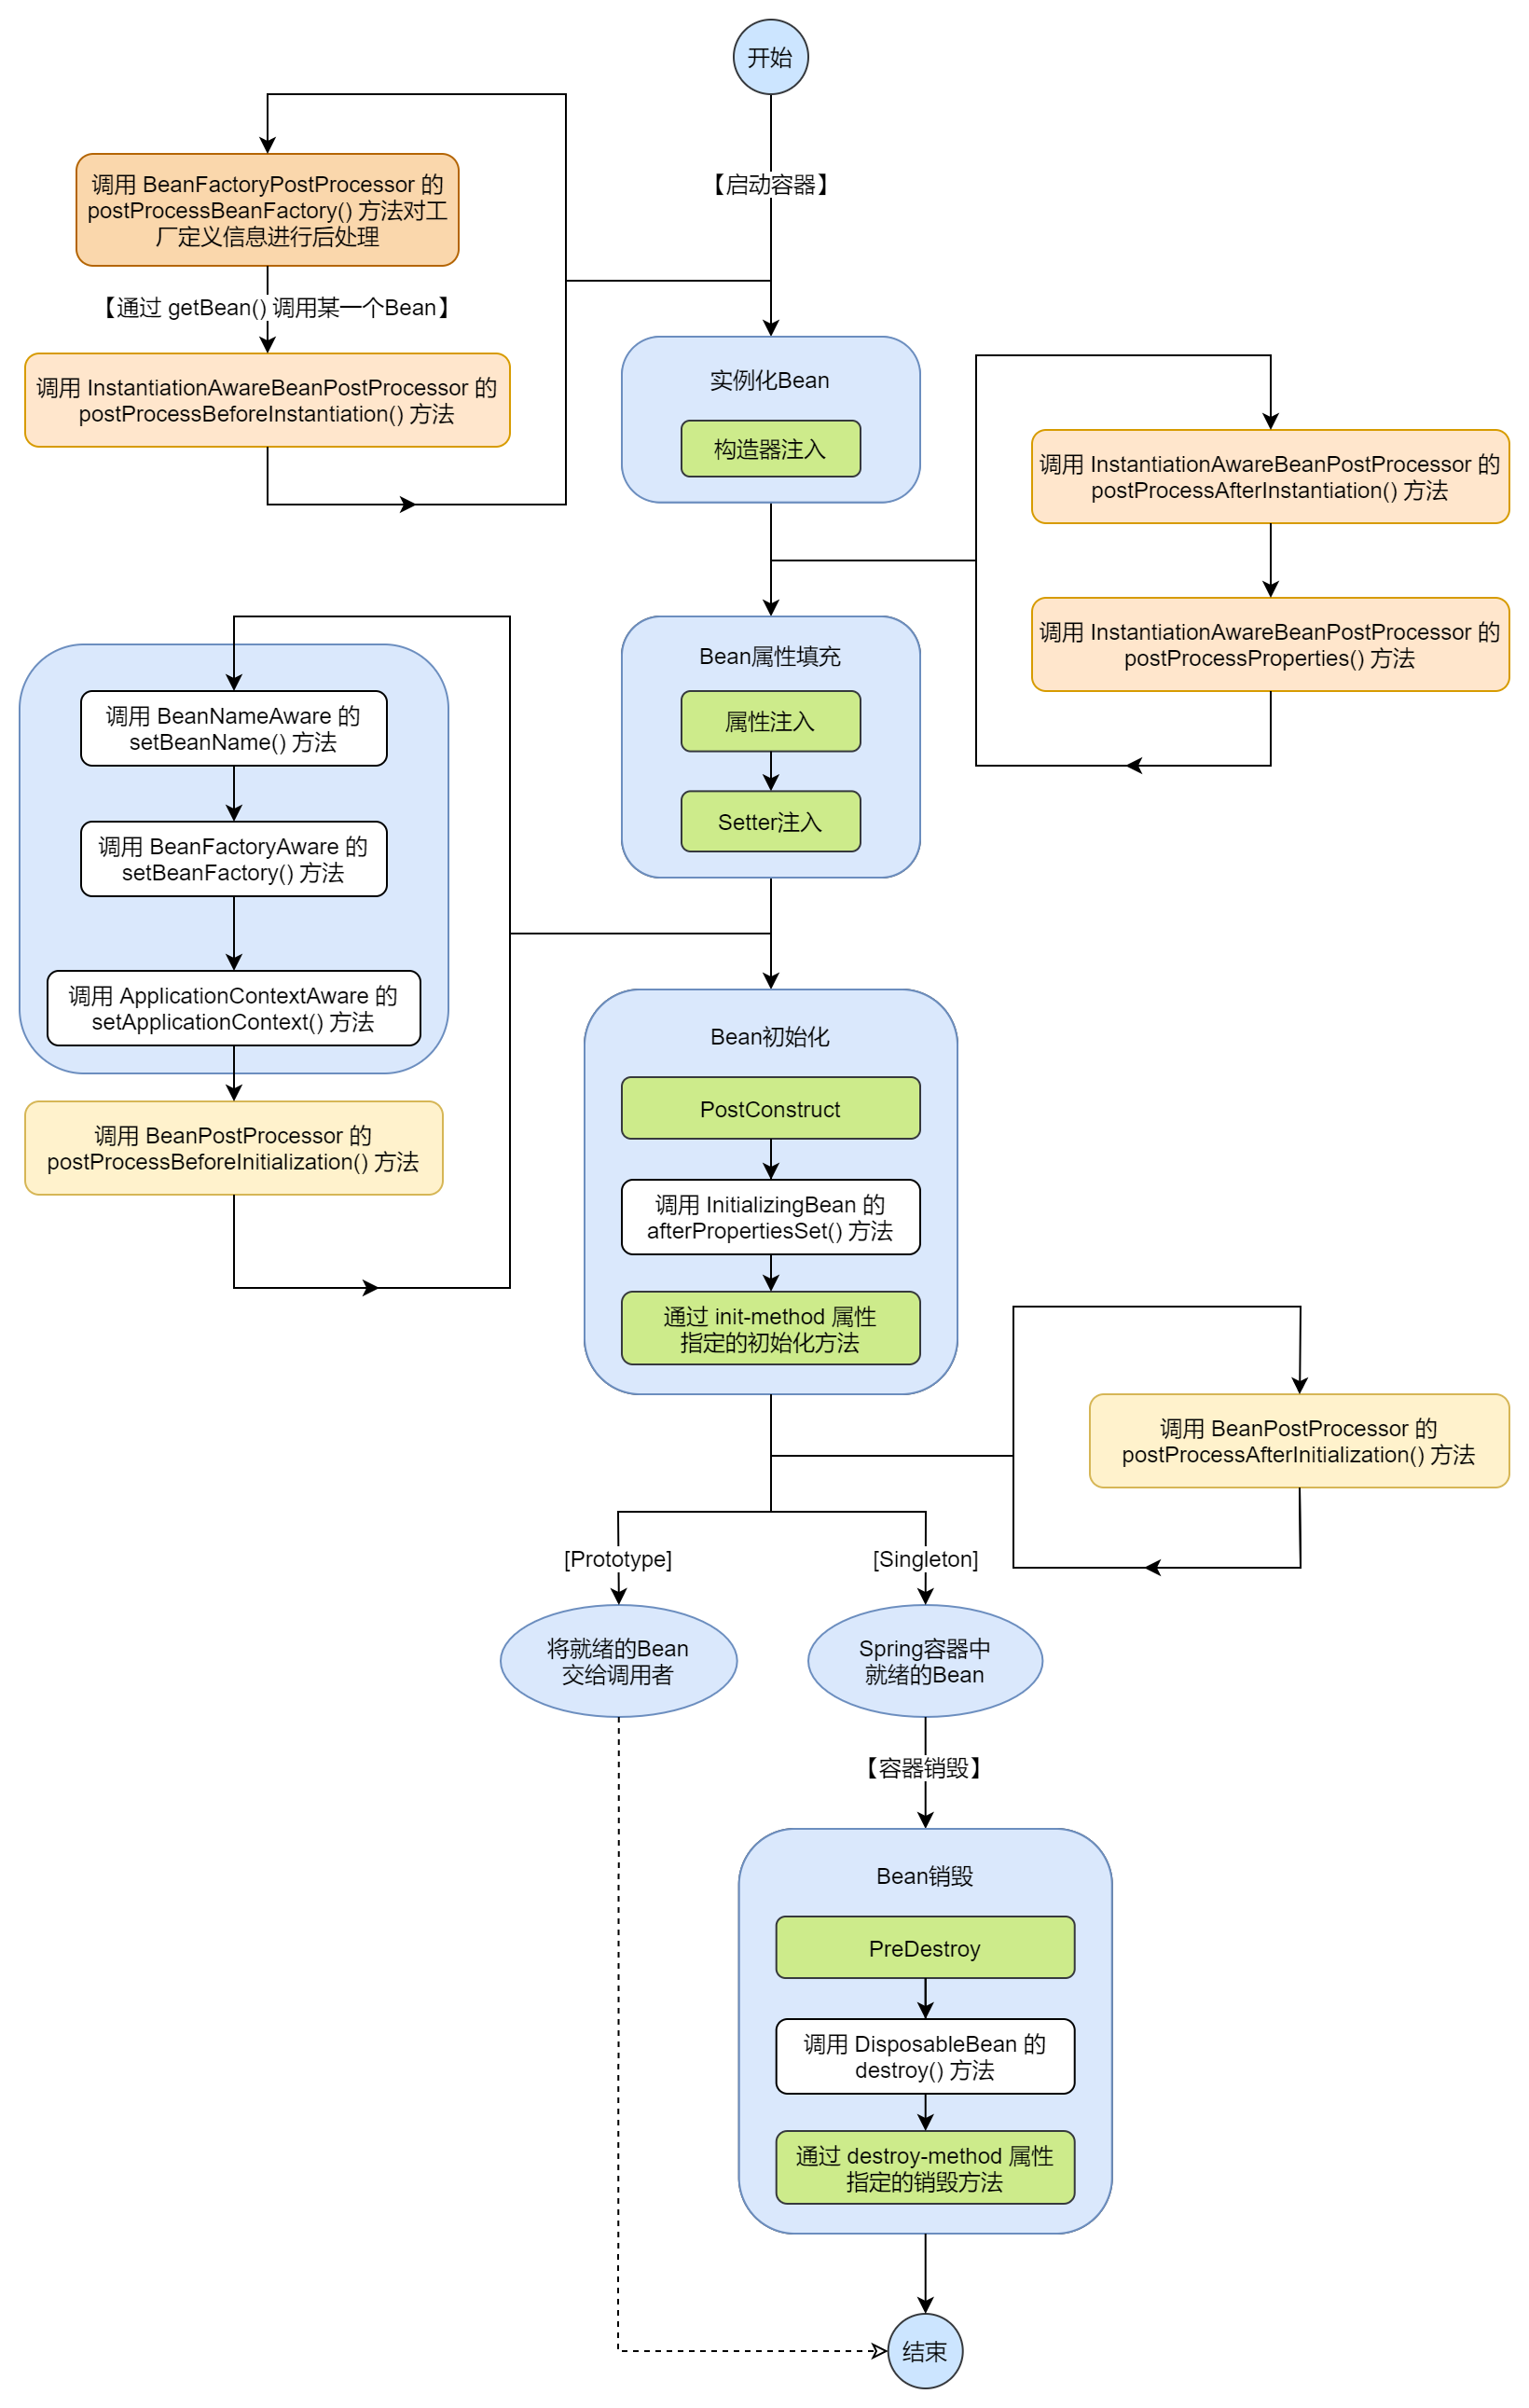 开始
【启动容器】
调用 BeanFactoryPostProcessor 的
postProcessBeanFactory() 方法对工
厂定义信息进行后处理
【通过 getBean() 调用某一个Bean】
调用 InstantiationAwareBeanPostProcessor 的
postProcessBeforeInstantiation() 方法
实例化Bean
构造器注入
调用 InstantiationAwareBeanPostProcessor 的
postProcessAfterInstantiation() 方法
调用 InstantiationAwareBeanPostProcessor 的
postProcessProperties() 方法
Bean属性填充
属性注入
Setter注入
调用 BeanNameAware 的
setBeanName() 方法
调用 BeanFactoryAware 的
setBeanFactory() 方法
调用 ApplicationContextAware 的
setApplicationContext() 方法
调用 BeanPostProcessor 的
postProcessBeforeInitialization() 方法
Bean初始化
PostConstruct
调用 InitializingBean 的
afterPropertiesSet() 方法
通过 init-method 属性
指定的初始化方法
调用 BeanPostProcessor 的
postProcessAfterInitialization() 方法
[Prototype]
[Singleton]
将就绪的Bean
交给调用者
Spring容器中
就绪的Bean
【容器销毁】
Bean销毁
PreDestroy
调用 DisposableBean 的
destroy() 方法
通过 destroy-method 属性
指定的销毁方法
结束